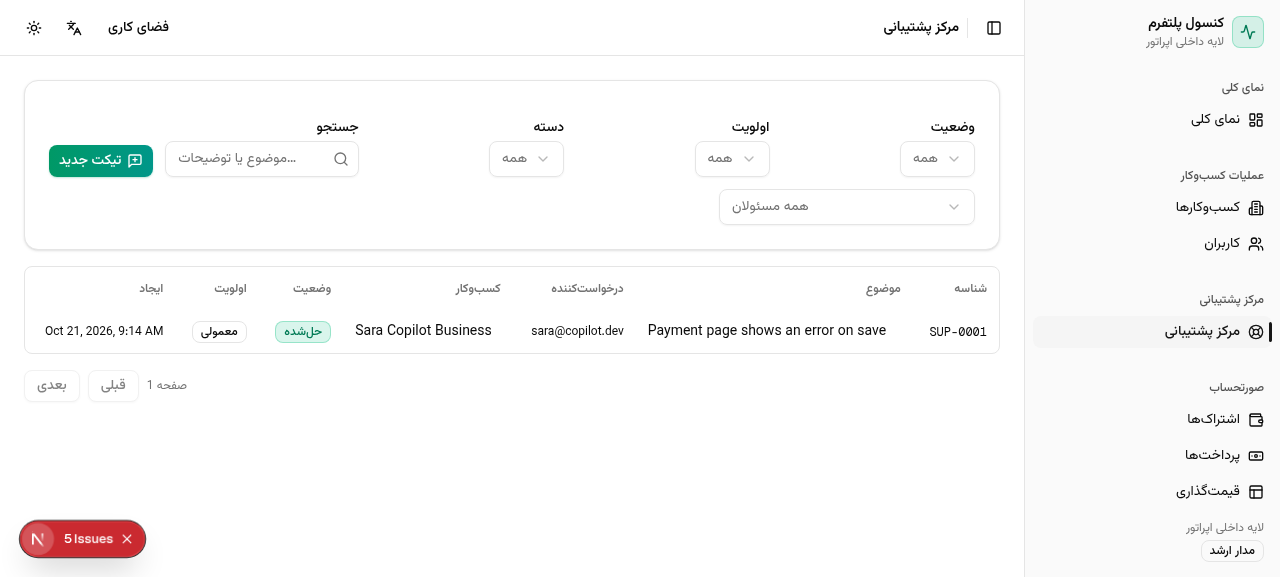 کنسول پلتفرم
لایه داخلی اپراتور
نمای کلی
نمای کلی
عملیات کسب‌وکار
کسب‌وکارها
کاربران
مرکز پشتیبانی
مرکز پشتیبانی
صورتحساب
اشتراک‌ها
پرداخت‌ها
قیمت‌گذاری
لایه داخلی اپراتور
مدار ارشد
مرکز پشتیبانی
فضای کاری
وضعیت
اولویت
دسته
جستجو
همه
همه
همه
موضوع یا توضیحات...
تیکت جدید
همه مسئولان
شناسه موضوع درخواست‌کننده کسب‌وکار وضعیت اولویت ایجاد
SUP-0001 Payment page shows an error on save sara@copilot.dev Sara Copilot Business حل‌شده معمولی Oct 21, 2026, 9:14 AM
صفحه 1 قبلی بعدی
N 5 Issues